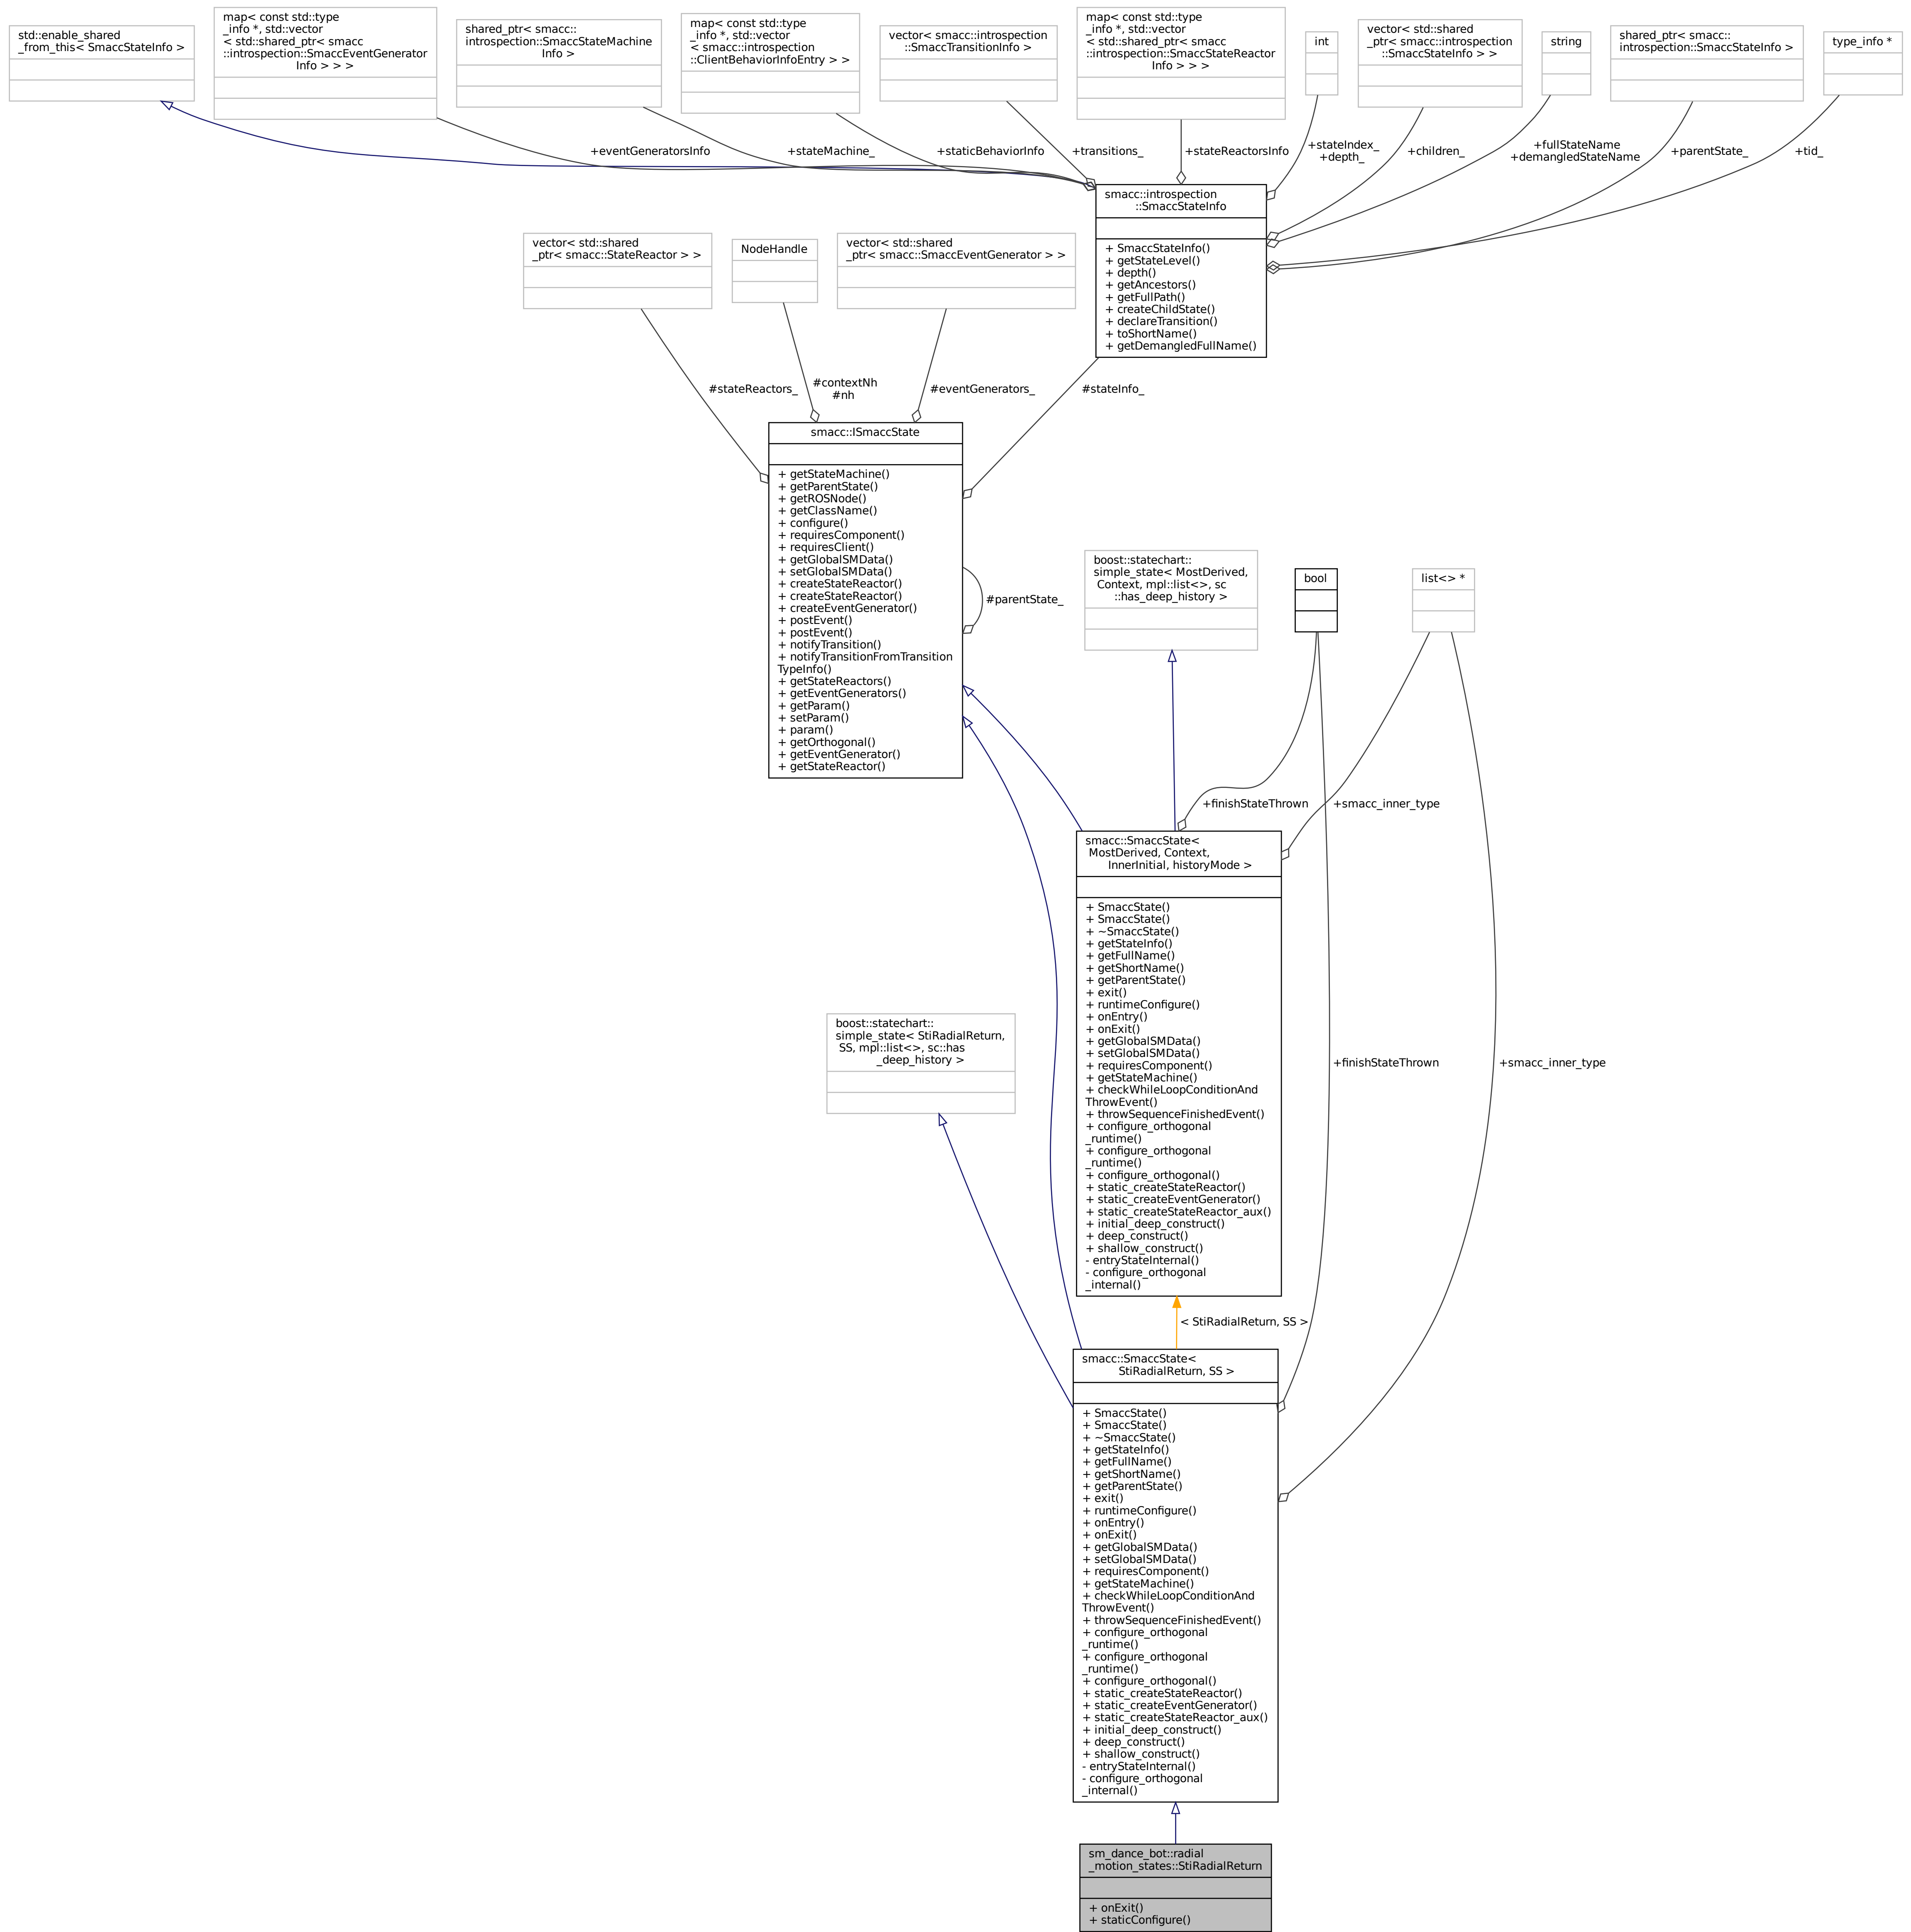 std::enable_shared
_from_this< SmaccStateInfo >
map< const std::type
_info *, std::vector
< std::shared_ptr< smacc
::introspection::SmaccEventGenerator
Info > > >
shared_ptr< smacc::
introspection::SmaccStateMachine
Info >
map< const std::type
_info *, std::vector
< smacc::introspection
::ClientBehaviorInfoEntry > >
vector< smacc::introspection
::SmaccTransitionInfo >
map< const std::type
_info *, std::vector
< std::shared_ptr< smacc
::introspection::SmaccStateReactor
Info > > >
int
vector< std::shared
_ptr< smacc::introspection
::SmaccStateInfo > >
string
shared_ptr< smacc::
introspection::SmaccStateInfo >
type_info *
+eventGeneratorsInfo
+stateMachine_
+staticBehaviorInfo
+transitions_
+stateReactorsInfo
+stateIndex_
+depth_
+children_
+fullStateName
+demangledStateName
+parentState_
+tid_
smacc::introspection
::SmaccStateInfo
+ SmaccStateInfo()
+ getStateLevel()
+ depth()
+ getAncestors()
+ getFullPath()
+ createChildState()
+ declareTransition()
+ toShortName()
+ getDemangledFullName()
vector< std::shared
_ptr< smacc::StateReactor > >
NodeHandle
vector< std::shared
_ptr< smacc::SmaccEventGenerator > >
#stateReactors_
#contextNh
#nh
#eventGenerators_
#stateInfo_
smacc::ISmaccState
+ getStateMachine()
+ getParentState()
+ getROSNode()
+ getClassName()
+ configure()
+ requiresComponent()
+ requiresClient()
+ getGlobalSMData()
+ setGlobalSMData()
+ createStateReactor()
+ createStateReactor()
+ createEventGenerator()
+ postEvent()
+ postEvent()
+ notifyTransition()
+ notifyTransitionFromTransition
TypeInfo()
+ getStateReactors()
+ getEventGenerators()
+ getParam()
+ setParam()
+ param()
+ getOrthogonal()
+ getEventGenerator()
+ getStateReactor()
#parentState_
boost::statechart::
simple_state< MostDerived,
Context, mpl::list<>, sc
::has_deep_history >
bool
list<> *
+finishStateThrown
+smacc_inner_type
smacc::SmaccState<
MostDerived, Context,
InnerInitial, historyMode >
+ SmaccState()
+ SmaccState()
+ ~SmaccState()
+ getStateInfo()
+ getFullName()
+ getShortName()
+ getParentState()
+ exit()
+ runtimeConfigure()
+ onEntry()
+ onExit()
+ getGlobalSMData()
+ setGlobalSMData()
+ requiresComponent()
+ getStateMachine()
+ checkWhileLoopConditionAnd
ThrowEvent()
+ throwSequenceFinishedEvent()
+ configure_orthogonal
_runtime()
+ configure_orthogonal
_runtime()
+ configure_orthogonal()
+ static_createStateReactor()
+ static_createEventGenerator()
+ static_createStateReactor_aux()
+ initial_deep_construct()
+ deep_construct()
+ shallow_construct()
- entryStateInternal()
- configure_orthogonal
_internal()
boost::statechart::
simple_state< StiRadialReturn,
SS, mpl::list<>, sc::has
_deep_history >
+finishStateThrown
+smacc_inner_type
< StiRadialReturn, SS >
smacc::SmaccState<
StiRadialReturn, SS >
+ SmaccState()
+ SmaccState()
+ ~SmaccState()
+ getStateInfo()
+ getFullName()
+ getShortName()
+ getParentState()
+ exit()
+ runtimeConfigure()
+ onEntry()
+ onExit()
+ getGlobalSMData()
+ setGlobalSMData()
+ requiresComponent()
+ getStateMachine()
+ checkWhileLoopConditionAnd
ThrowEvent()
+ throwSequenceFinishedEvent()
+ configure_orthogonal
_runtime()
+ configure_orthogonal
_runtime()
+ configure_orthogonal()
+ static_createStateReactor()
+ static_createEventGenerator()
+ static_createStateReactor_aux()
+ initial_deep_construct()
+ deep_construct()
+ shallow_construct()
- entryStateInternal()
- configure_orthogonal
_internal()
sm_dance_bot::radial
_motion_states::StiRadialReturn
+ onExit()
+ staticConfigure()